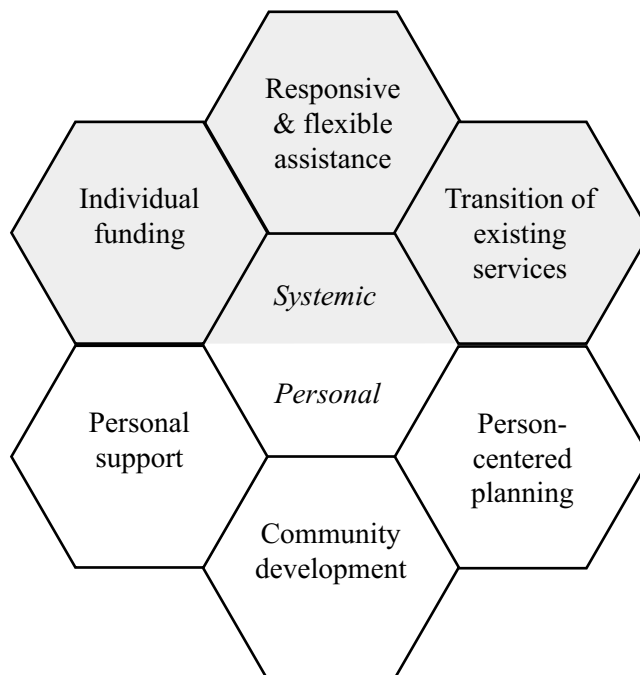 Responsive
& flexible
assistance
Individual
funding
Transition of
existing
services
Systemic
Personal
Personal
support
Person-
centered
planning
Community
development